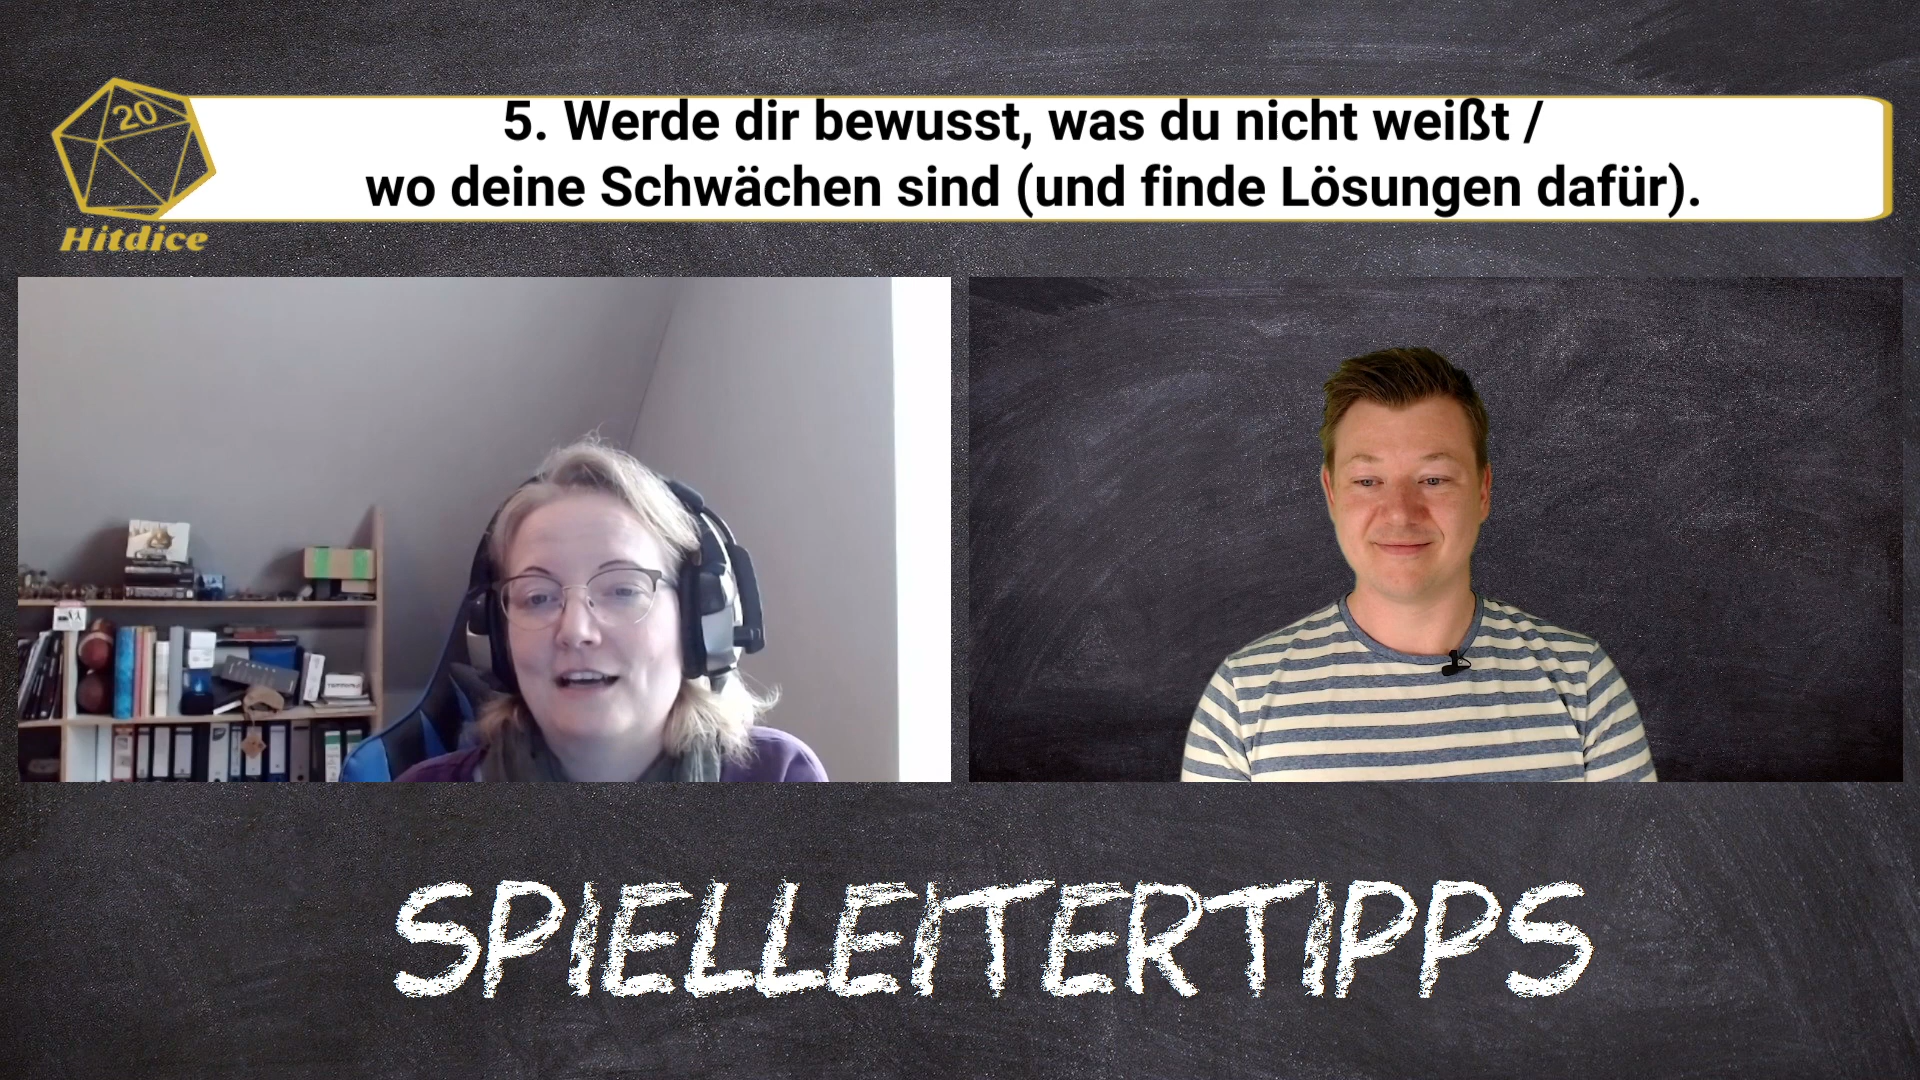 20
Hitdice
5. Werde dir bewusst, was du nicht weißt /
wo deine Schwächen sind (und finde Lösungen dafür).
SPIELLEITERTIPPS